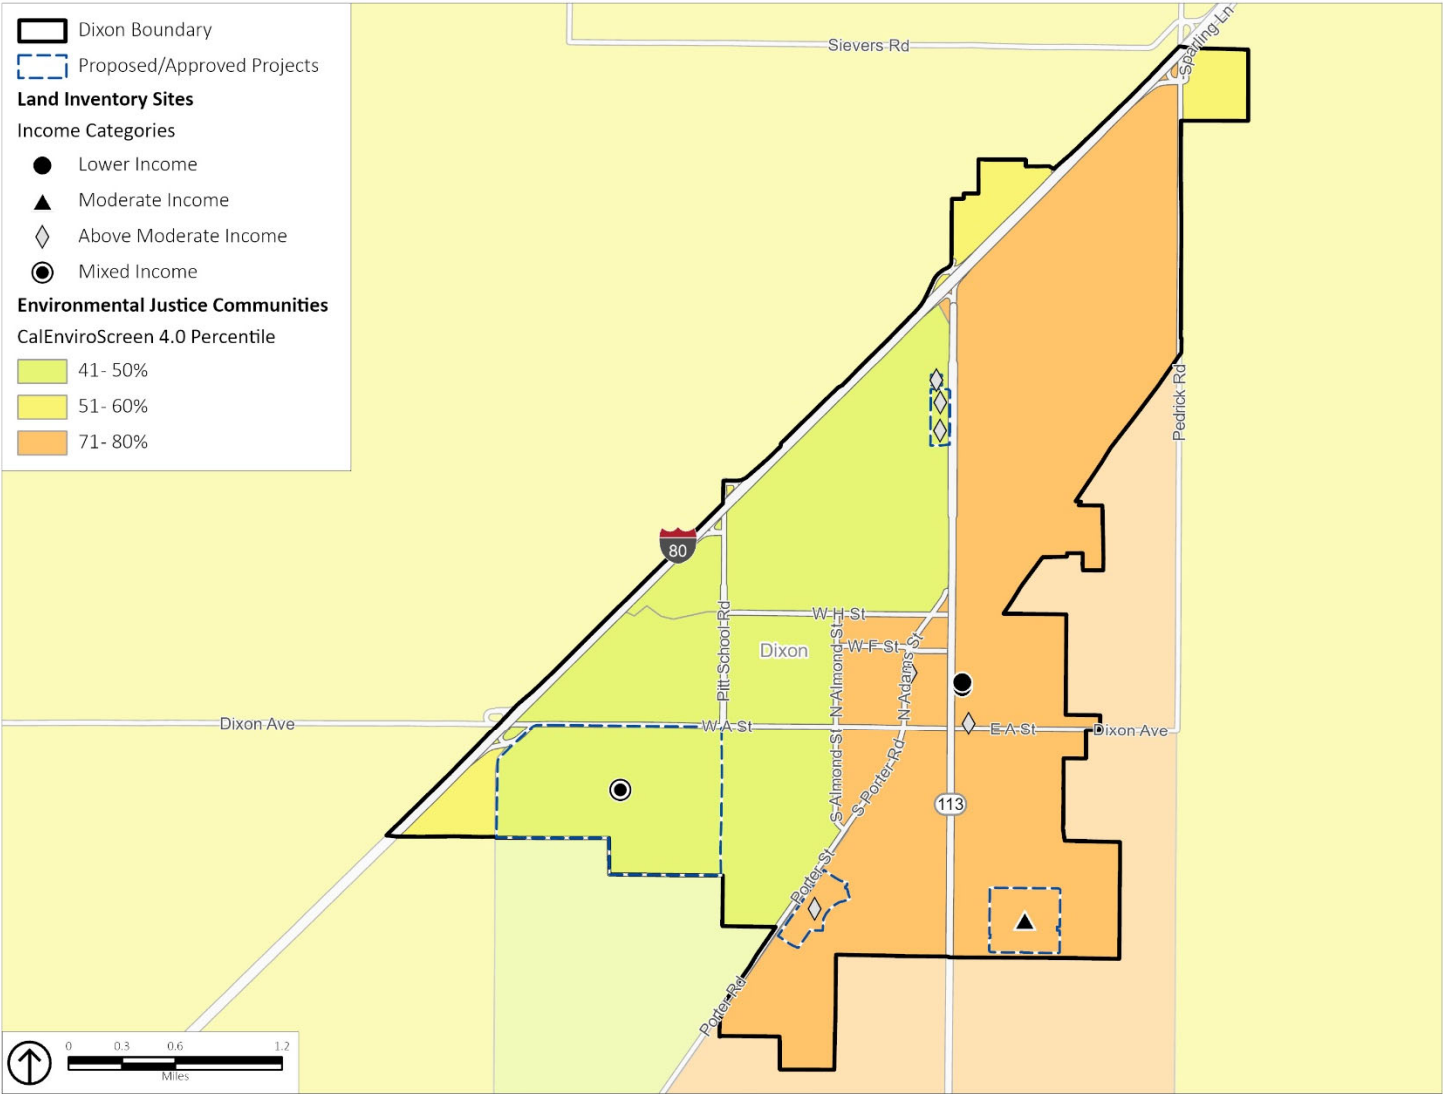 Dixon Boundary
Proposed/Approved Projects
Land Inventory Sites
Income Categories
Lower Income
Moderate Income
Above Moderate Income
Mixed Income
Environmental Justice Communities
CalEnviroScreen 4.0 Percentile
41- 50%
51- 60%
71- 80%
Sievers Rd
Sparling Ln
Pedrick Rd
80
W H St
Pitt School Rd
Dixon
N Almond St
W F St
N Adams St
Dixon Ave
W A St
E A St
Dixon Ave
S Almond St
S Porter Rd
113
Porter St
Porter Rd
0 0.3 0.6 1.2
Miles